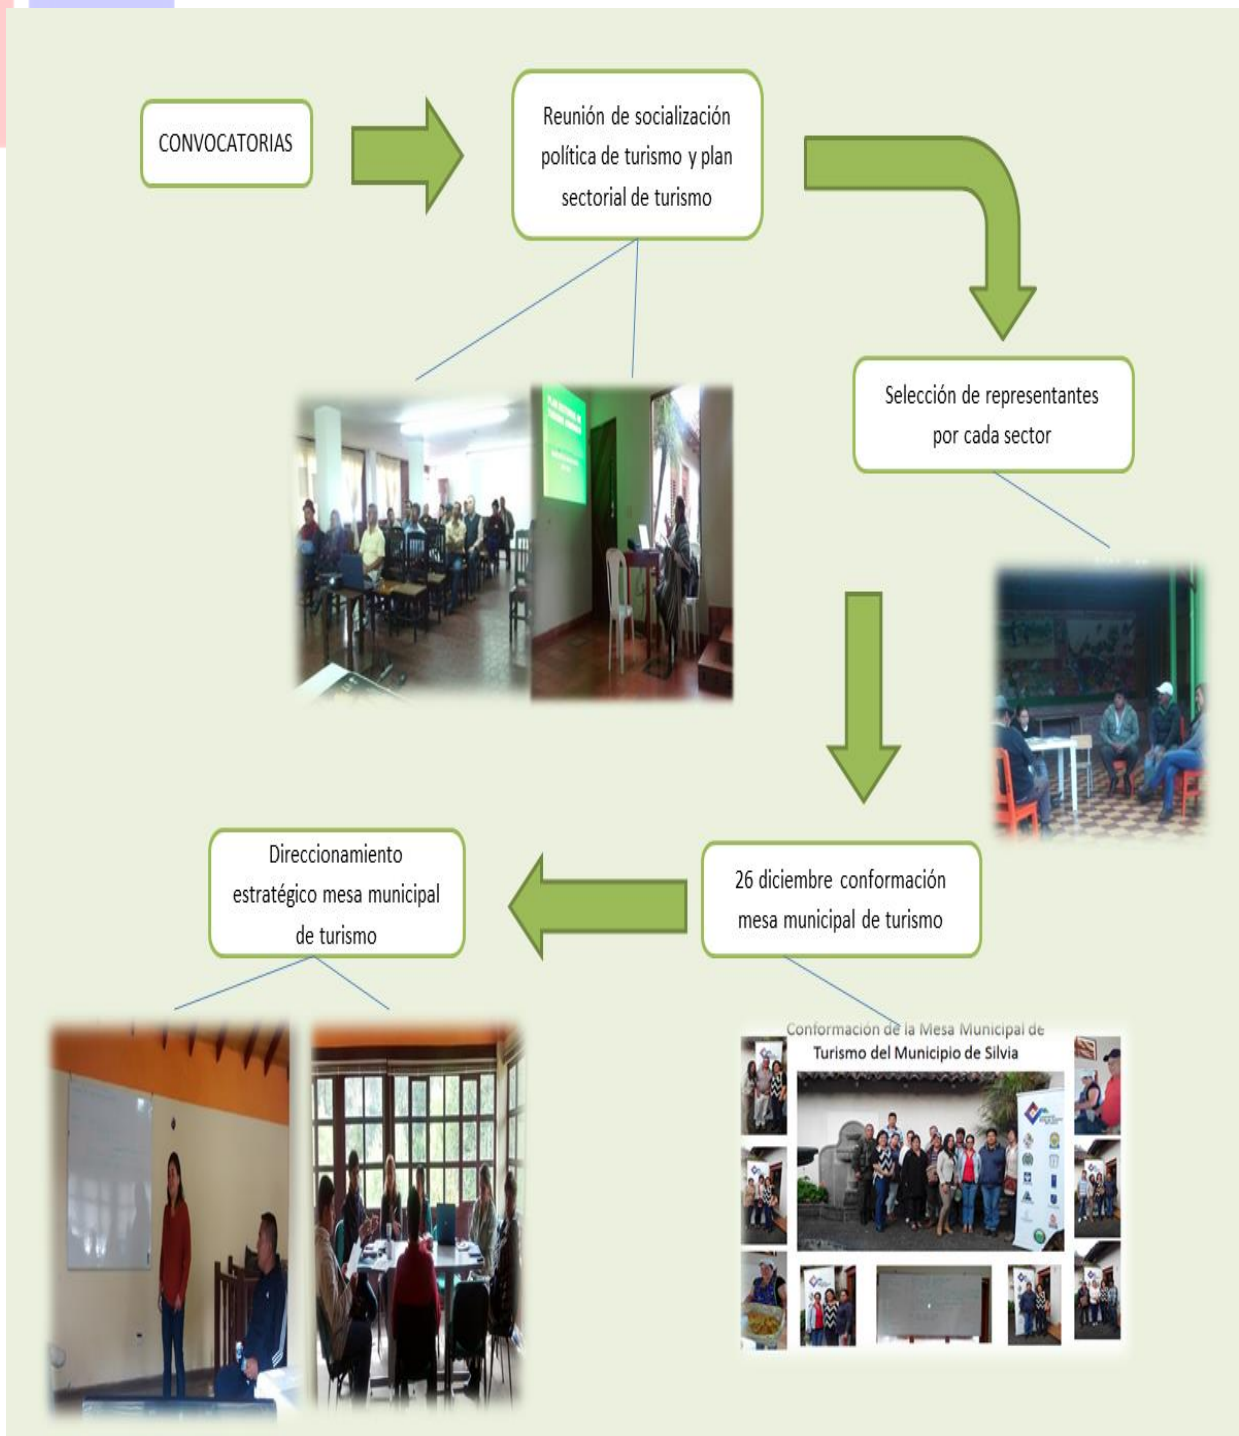 CONVOCATORIAS
Reunión de socialización
política de turismo y plan
sectorial de turismo
Selección de representantes
por cada sector
26 diciembre conformación
mesa municipal de turismo
Direccionamiento
estratégico mesa municipal
de turismo
Conformación de la Mesa Municipal de
Turismo del Municipio de Silvia